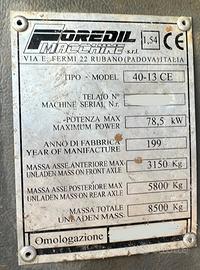 FOREDIL
MACCHINE s.r.l.
1,54 CE
VIA E. FERMI 22 RUBANO (PADOVA) ITALIA
TIPO - MODEL 40-13 CE
TELAIO N°
MACHINE SERIAL N.r.
POTENZA MAX
MAXIMUM POWER
78,5 kW
ANNO DI FABBRICA
YEAR OF MANIFACTURE
199
MASSA ASSE ANTERIORE MAX
UNLADEN MASS ON FRONT AXLE
3150 Kg
MASSA ASSE POSTERIORE MAX
UNLADEN MASS ON REAR AXLE
5800 Kg
MASSA TOTALE
UNLADEN MASS
8500 Kg
Omologazione